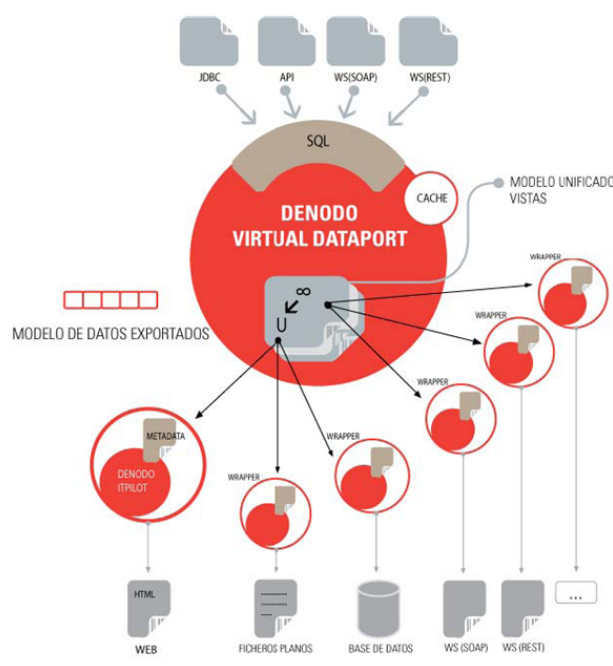 JDBC
API
WS(SOAP)
WS(REST)
SQL
CACHE
MODELO UNIFICADO
VISTAS
DENODO
VIRTUAL DATAPORT
∞
U
MODELO DE DATOS EXPORTADOS
WRAPPER
WRAPPER
WRAPPER
WRAPPER
WRAPPER
METADATA
DENODO
ITPILOT
HTML
WEB
FICHEROS PLANOS
BASE DE DATOS
WS (SOAP)
WS (REST)
...